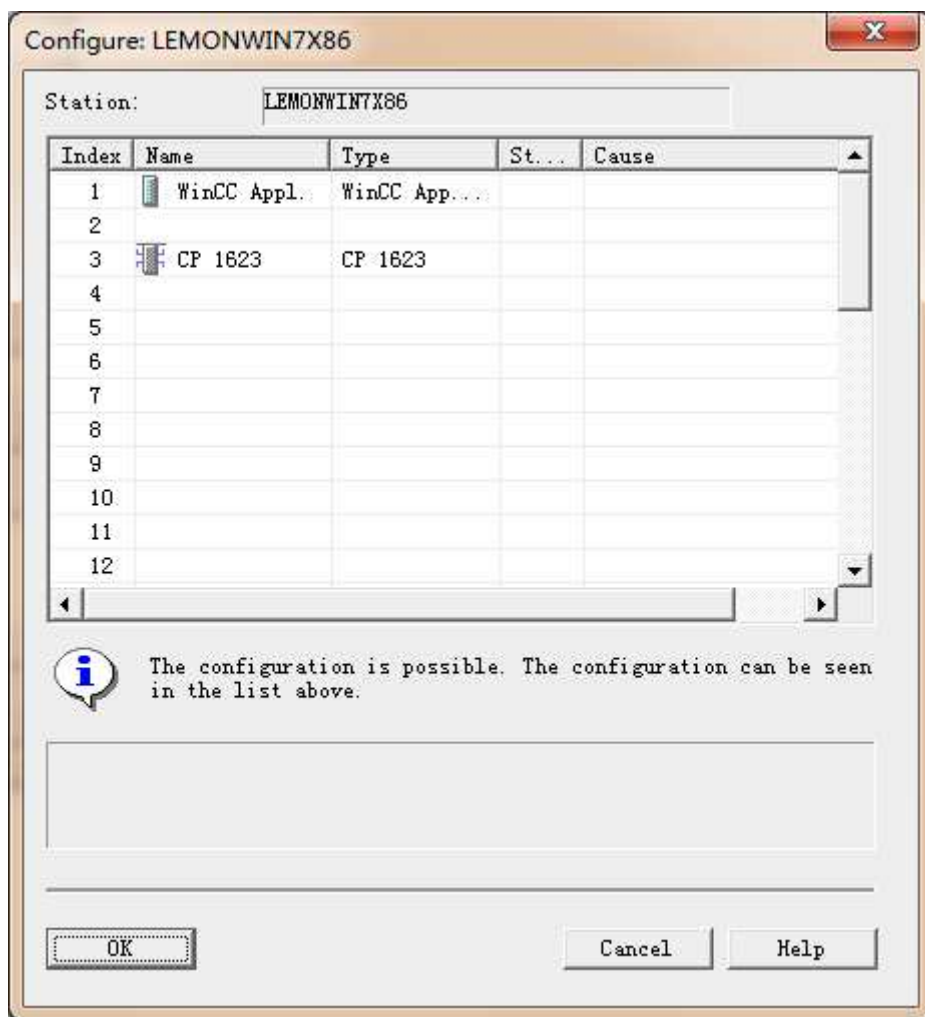 Configure: LEMONWIN7X86
Station: LEMONWIN7X86
Index Name Type St... Cause
1 WinCC Appl. WinCC App...
2
3 CP 1623 CP 1623
4
5
6
7
8
9
10
11
12
The configuration is possible. The configuration can be seen
in the list above.
OK Cancel Help